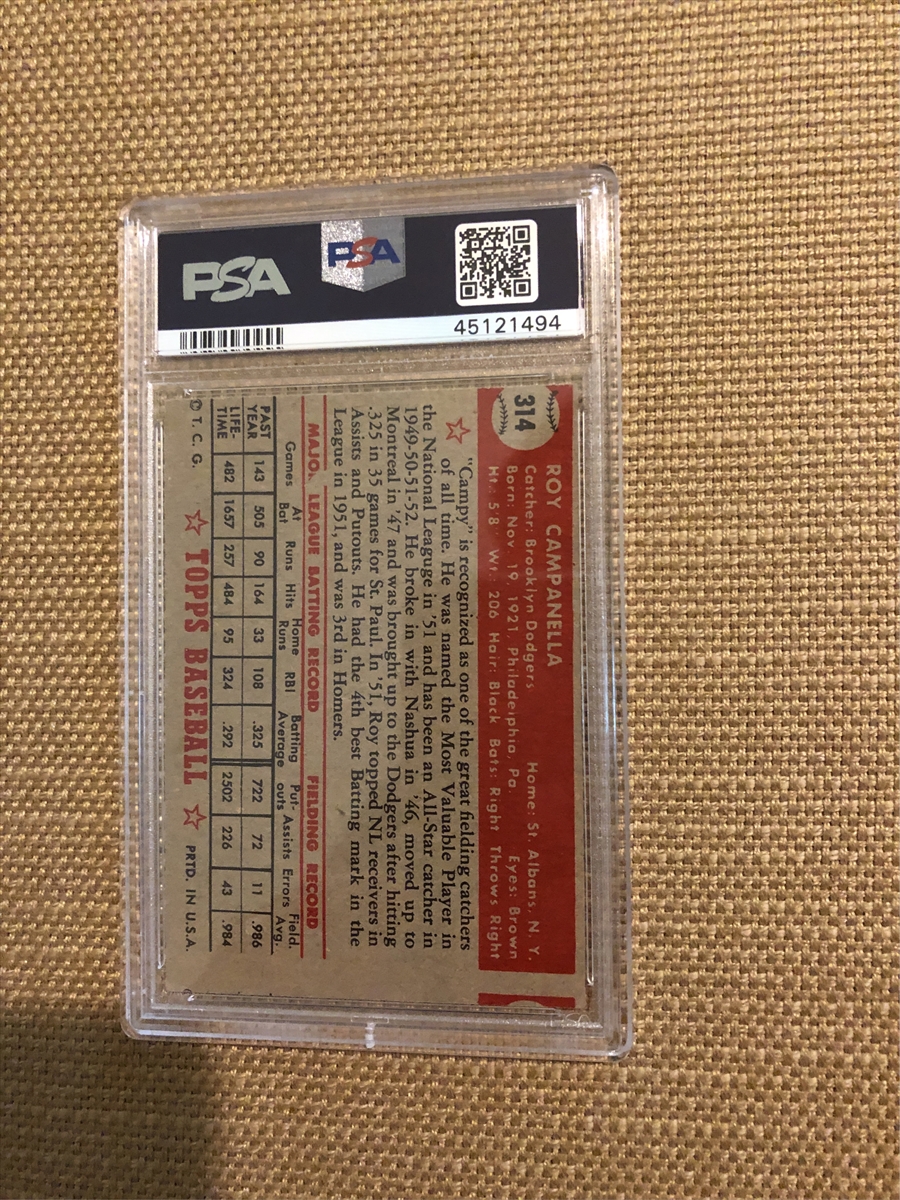 PSA
PSA
45121494
314
ROY CAMPANELLA
Catcher: Brooklyn Dodgers Home: St. Albans, N. Y.
Born: Nov. 19, 1921, Philadelphia, Pa. Eyes: Brown
Ht.: 5'8 Wt.: 206 Hair: Black Bats: Right Throws Right
"Campy" is recognized as one of the great fielding catchers
of all time. He was named the Most Valuable Player in
the National League in '51 and has been an All-Star catcher in
1949-50-51-52. He broke in with Nashua in '46, moved up to
Montreal in '47 and was brought up to the Dodgers after hitting
.325 in 35 games for St. Paul. In '51, Roy topped NL receivers in
Assists and Putouts. He had the 4th best Batting mark in the
League in 1951, and was 3rd in Homers.
MAJOR LEAGUE BATTING RECORD FIELDING RECORD
Games At Bat Runs Hits Home Runs RBI Batting Average Put-outs Assists Errors Field. Avg.
PAST YEAR 143 505 90 164 33 108 .325 722 72 11 .986
LIFE-TIME 482 1657 257 484 95 324 .292 2502 226 43 .984
© T. C. G. TOPPS BASEBALL PRTD. IN U.S.A.